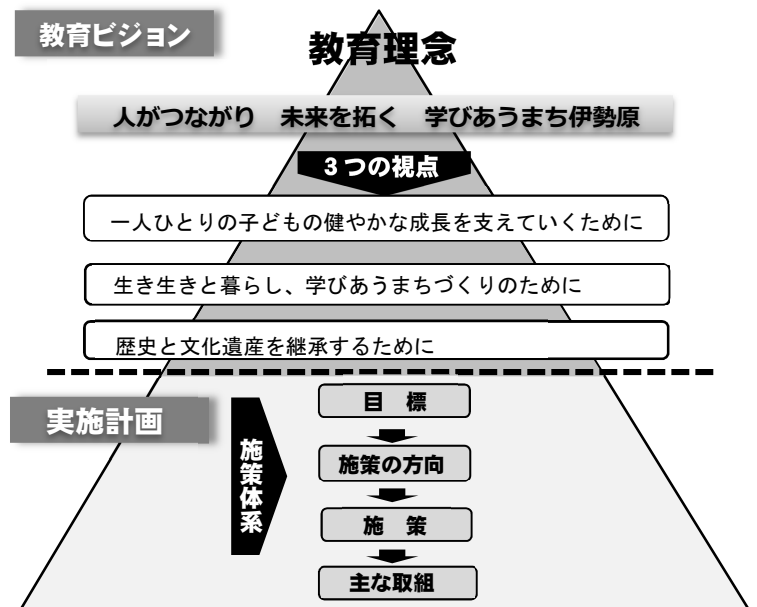 教育ビジョン
教育理念
人がつながり　未来を拓く　学びあうまち伊勢原
３つの視点
一人ひとりの子どもの健やかな成長を支えていくために
生き生きと暮らし、学びあうまちづくりのために
歴史と文化遺産を継承するために
実施計画
施策体系
目　標
施策の方向
施　策
主な取組